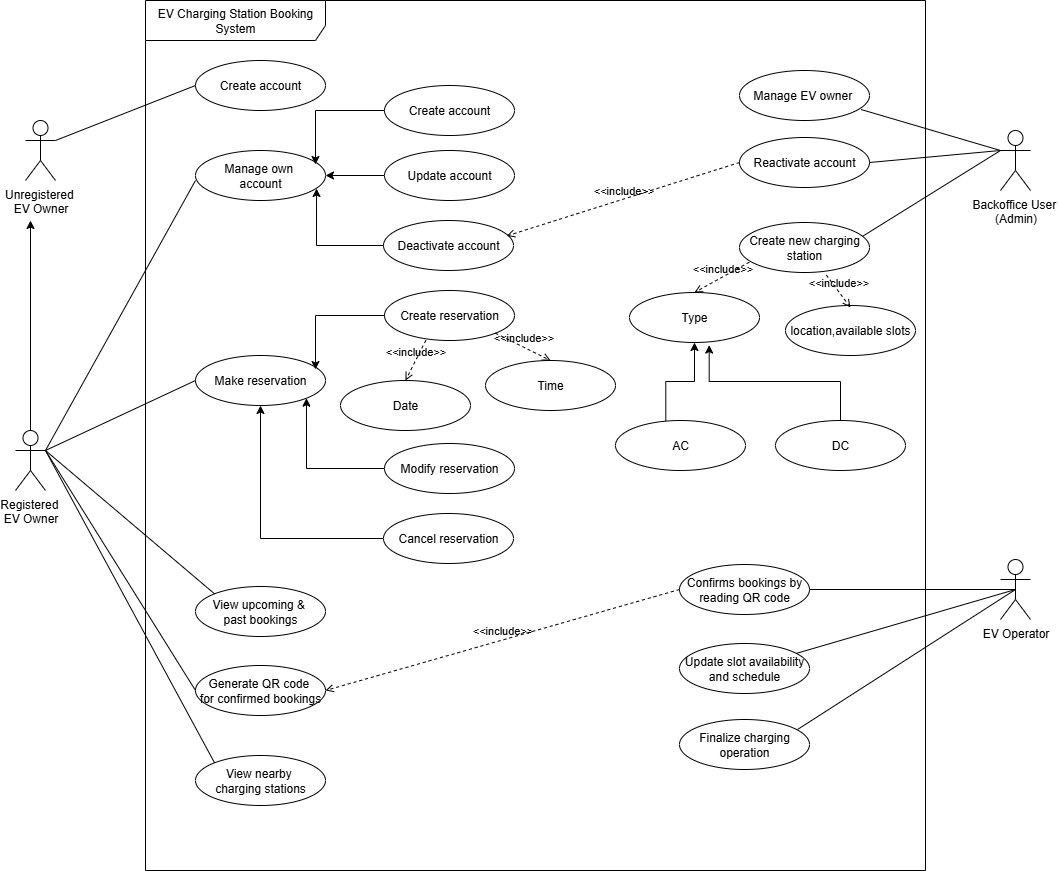 EV Charging Station Booking
System
Create account
Create account
Manage EV owner
Unregistered
EV Owner
Manage own
account
Update account
Reactivate account
<<include>>
Backoffice User
(Admin)
Deactivate account
Create new charging
station
<<include>>
<<include>>
Create reservation
Type
location,available slots
<<include>>
<<include>>
Make reservation
Date
Time
AC
DC
Modify reservation
Registered
EV Owner
Cancel reservation
Confirms bookings by
reading QR code
View upcoming &
past bookings
<<include>>
EV Operator
Update slot availability
and schedule
Generate QR code
for confirmed bookings
Finalize charging
operation
View nearby
charging stations